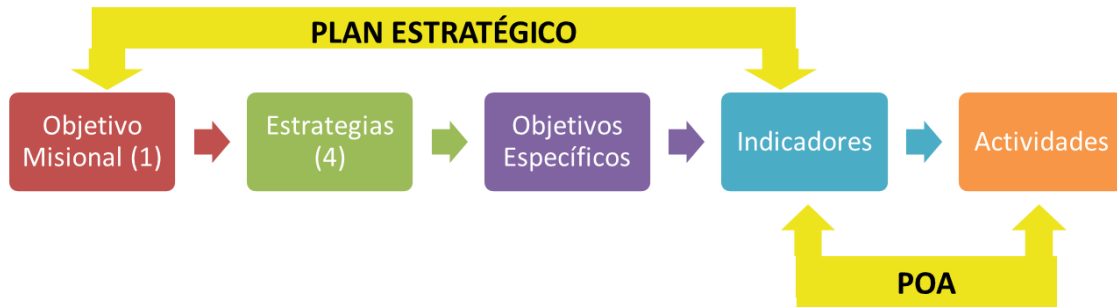 PLAN ESTRATÉGICO
Objetivo
Misional (1)
Estrategias
(4)
Objetivos
Específicos
Indicadores
Actividades
POA